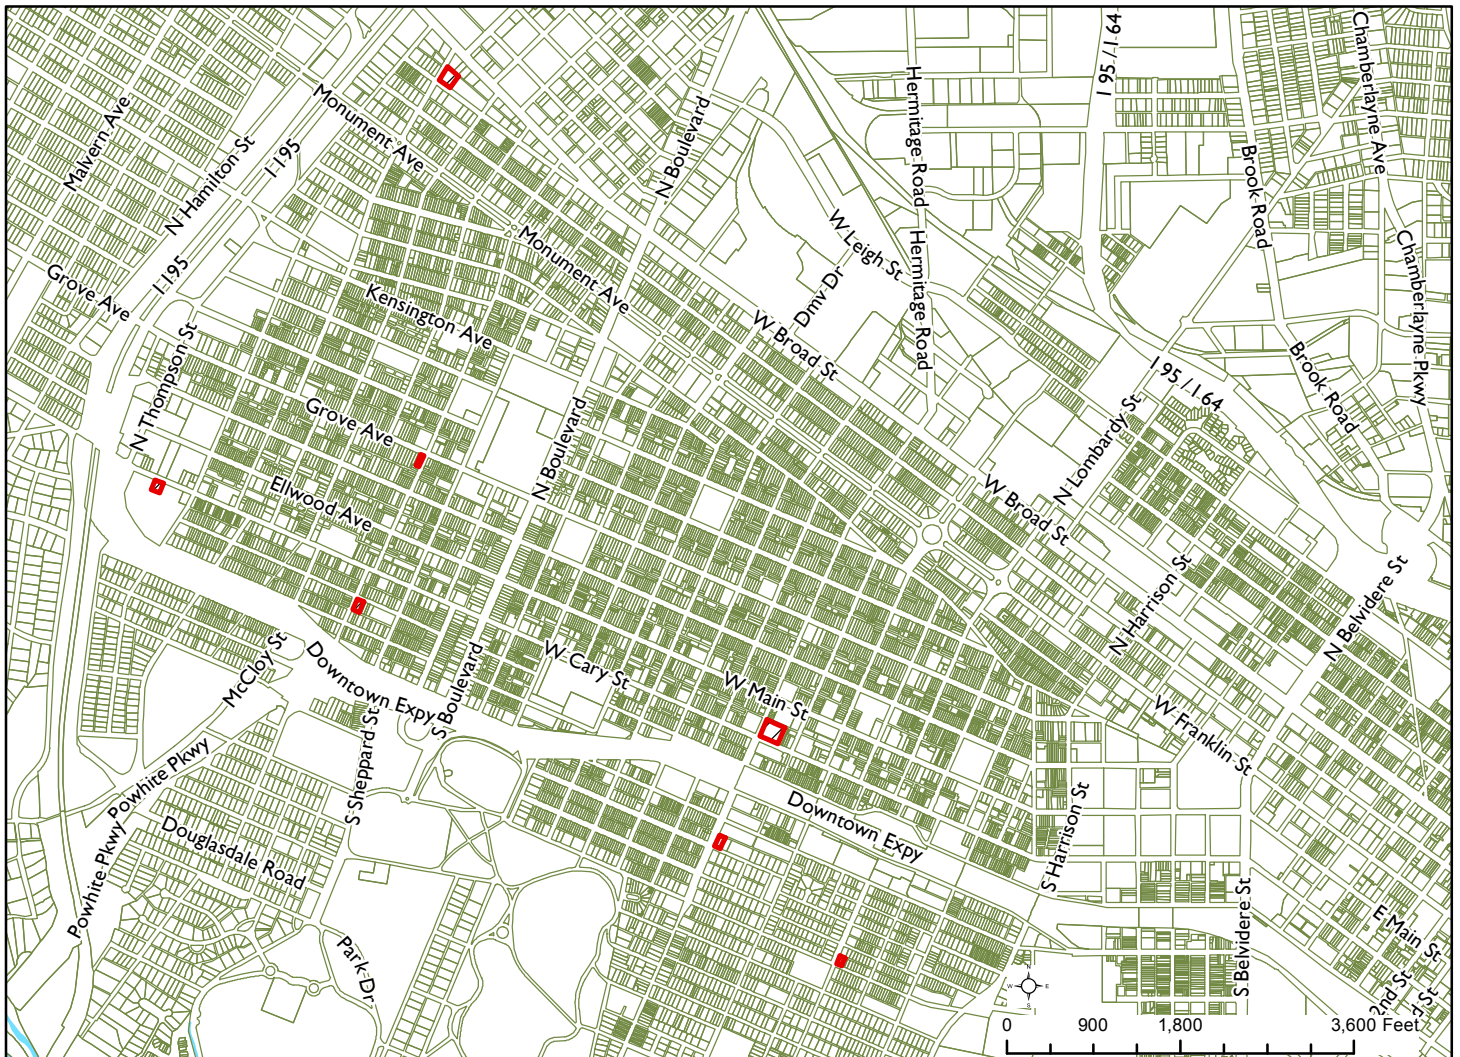 I 95 / I 64
Chamberlayne Ave
Monument Ave
Malvern Ave
N Hamilton St
I 195
N Boulevard
Hermitage Road
Brook Road
W Leigh St
Hermitage Road
Chamberlayne Pkwy
Monument Ave
Grove Ave
I 195
Dmv Dr
Kensington Ave
W Broad St
N Thompson St
Brook Road
I 95 / I 64
Grove Ave
N Boulevard
N Lombardy St
W Broad St
Ellwood Ave
N Harrison St
N Belvidere St
McCloy St
Downtown Expy
S Boulevard
W Cary St
W Main St
W Franklin St
S Sheppard St
Powhite Pkwy
Powhite Pkwy
Douglasdale Road
Downtown Expy
S Harrison St
S Belvidere St
E Main St
Park Dr
2nd St
N
W E
S
0 900 1,800 3,600 Feet